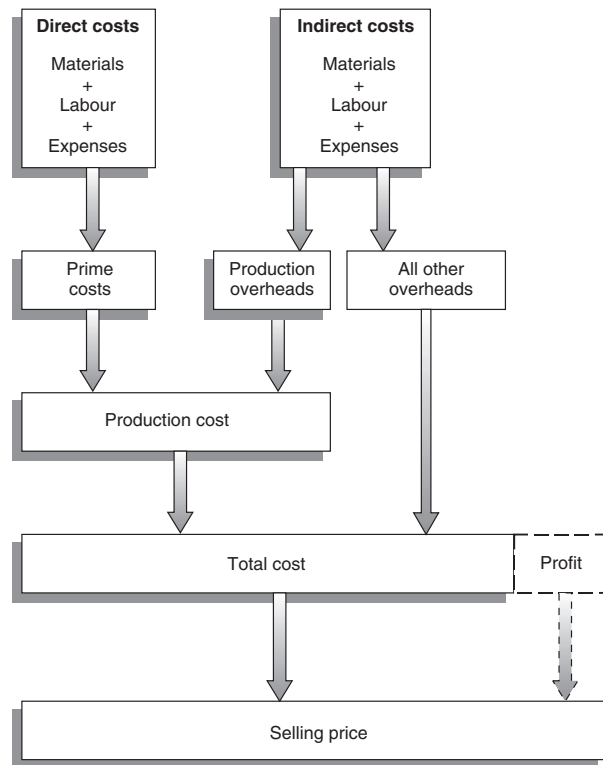 Direct costs
Materials
+
Labour
+
Expenses
Indirect costs
Materials
+
Labour
+
Expenses
Prime
costs
Production
overheads
All other
overheads
Production cost
Total cost
Profit
Selling price